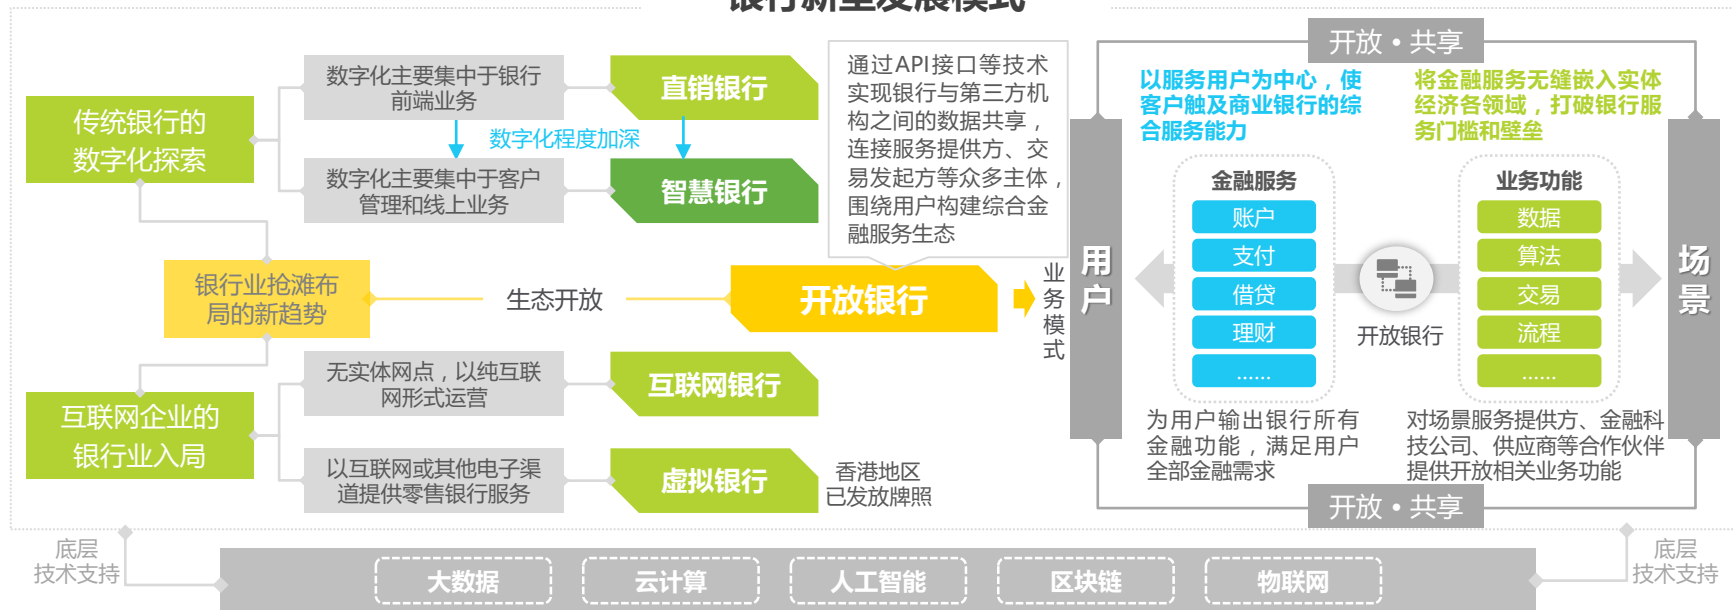 银行新型发展模式
传统银行的
数字化探索
数字化主要集中于银行
前端业务
直销银行
数字化程度加深
数字化主要集中于客户
管理和线上业务
智慧银行
通过API接口等技术
实现银行与第三方机
构之间的数据共享，
连接服务提供方、交
易发起方等众多主体，
围绕用户构建综合金
融服务生态
银行业抢滩布
局的新趋势
生态开放
开放银行
业务模式
互联网企业的
银行业入局
无实体网点，以纯互联
网形式运营
互联网银行
以互联网或其他电子渠
道提供零售银行服务
虚拟银行
香港地区
已发放牌照
开放•共享
以服务用户为中心，使
客户触及商业银行的综
合服务能力
将金融服务无缝嵌入实体
经济各领域，打破银行服
务门槛和壁垒
用户
金融服务
账户
支付
借贷
理财
……
开放银行
业务功能
数据
算法
交易
流程
……
场景
为用户输出银行所有
金融功能，满足用户
全部金融需求
对场景服务提供方、金融科
技公司、供应商等合作伙伴
提供开放相关业务功能
开放•共享
底层
技术支持
大数据
云计算
人工智能
区块链
物联网
底层
技术支持